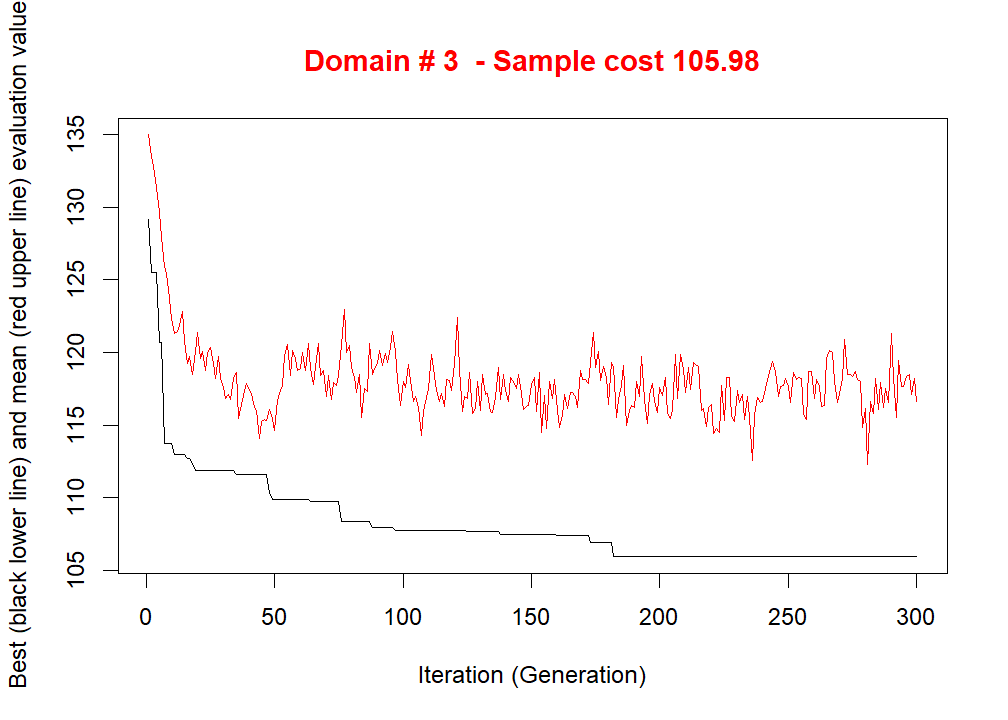 Domain # 3  - Sample cost 105.98
Best (black lower line) and mean (red upper line) evaluation value
135
130
125
120
115
110
105
0 50 100 150 200 250 300
Iteration (Generation)